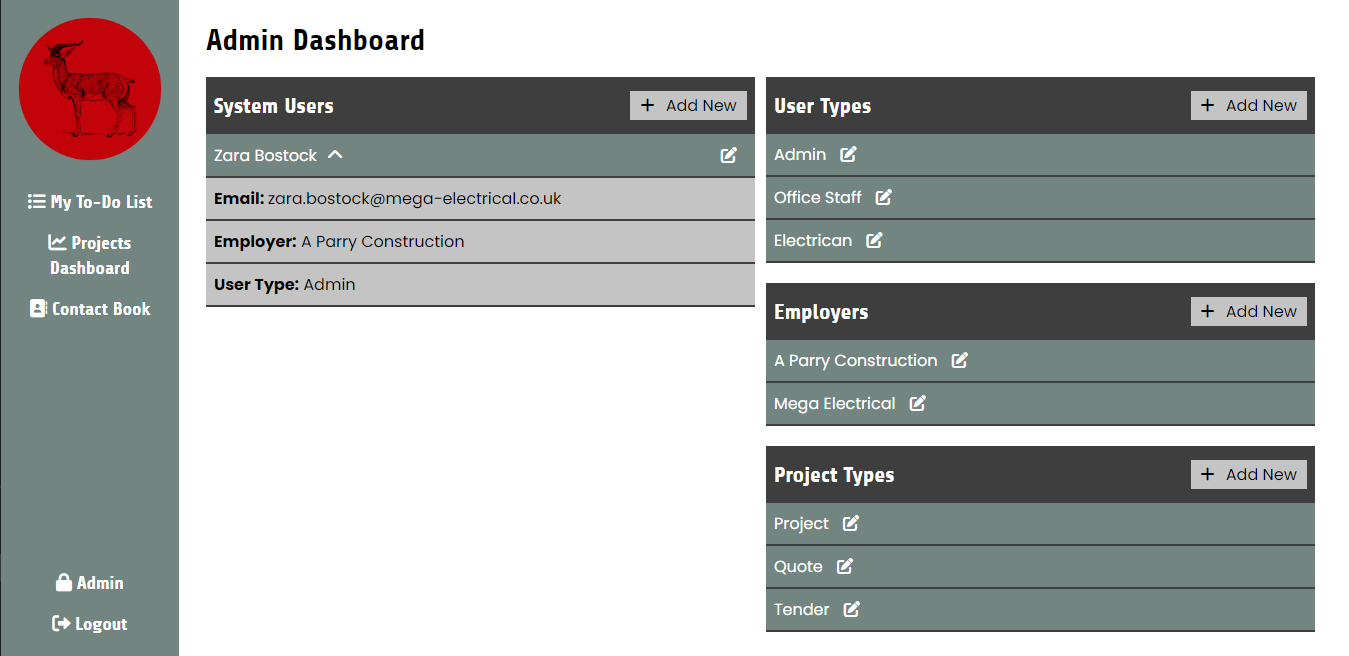 Admin Dashboard
My To-Do List
Projects
Dashboard
Contact Book
Admin
Logout
System Users
+ Add New
Zara Bostock
Email: zara.bostock@mega-electrical.co.uk
Employer: A Parry Construction
User Type: Admin
User Types
+ Add New
Admin
Office Staff
Electrican
Employers
+ Add New
A Parry Construction
Mega Electrical
Project Types
+ Add New
Project
Quote
Tender